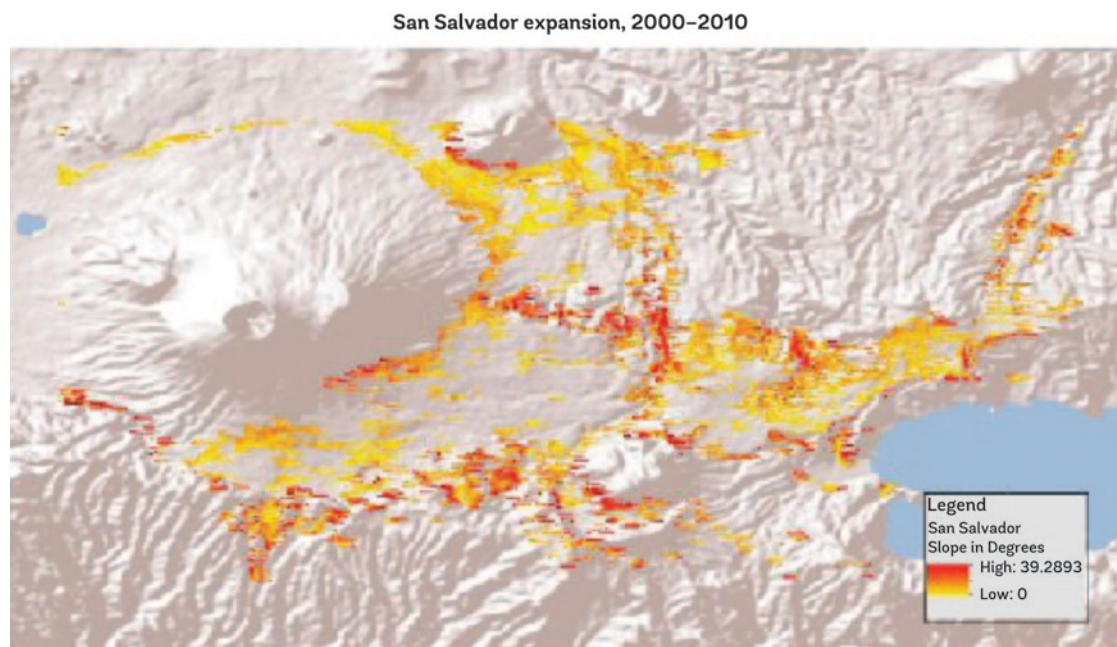 San Salvador expansion, 2000–2010
Legend
San Salvador
Slope in Degrees
High: 39.2893
Low: 0